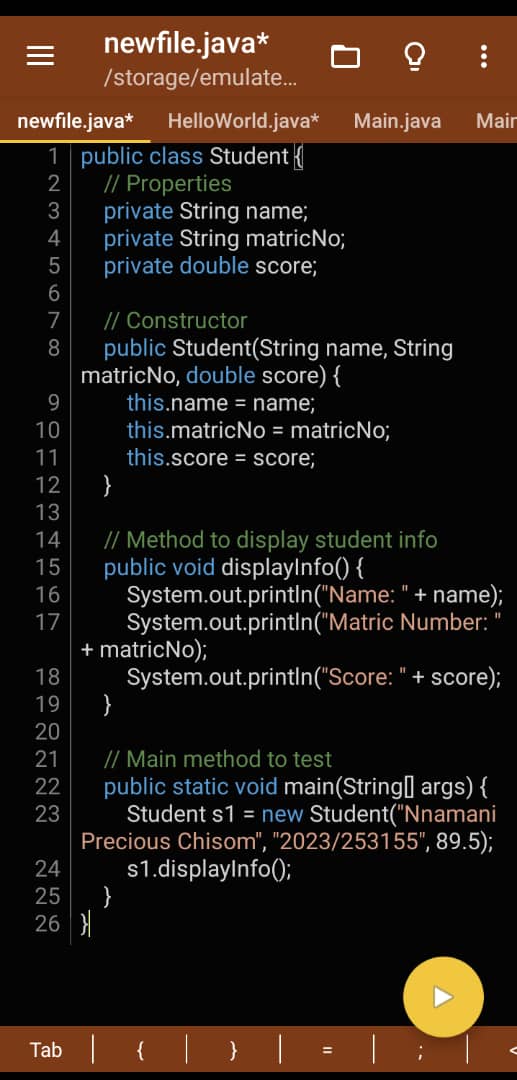 newfile.java*
/storage/emulate...
newfile.java* HelloWorld.java* Main.java Mair
1 public class Student {
2 // Properties
3 private String name;
4 private String matricNo;
5 private double score;
6
7 // Constructor
8 public Student(String name, String
matricNo, double score) {
9 this.name = name;
10 this.matricNo = matricNo;
11 this.score = score;
12 }
13
14 // Method to display student info
15 public void displayInfo() {
16 System.out.println("Name: " + name);
17 System.out.println("Matric Number: "
+ matricNo);
18 System.out.println("Score: " + score);
19 }
20
21 // Main method to test
22 public static void main(String[] args) {
23 Student s1 = new Student("Nnamani
Precious Chisom", "2023/253155", 89.5);
24 s1.displayInfo();
25 }
26 }
Tab { } = ; <